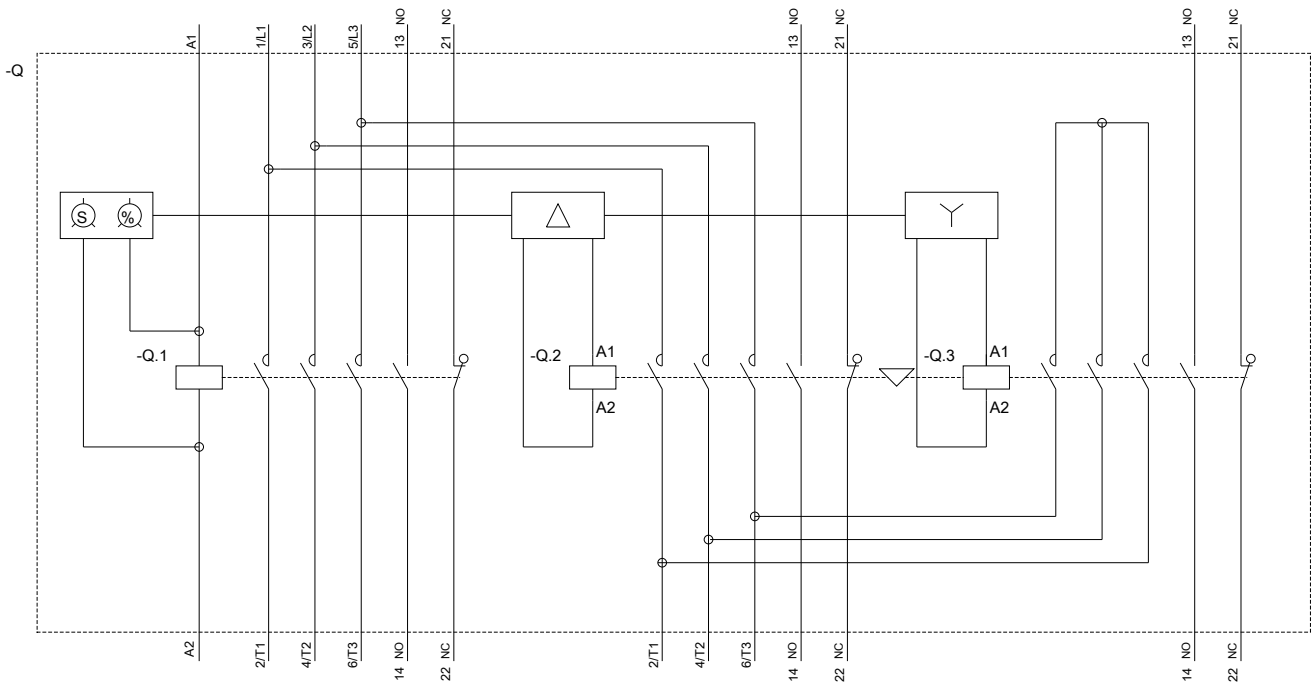 A1
1/L1
3/L2
5/L3
13 NO
21 NC
13 NO
21 NC
13 NO
21 NC
-Q
S
%
-Q.1
-Q.2
A1
A2
-Q.3
A1
A2
A2
2/T1
4/T2
6/T3
14 NO
22 NC
2/T1
4/T2
6/T3
14 NO
22 NC
14 NO
22 NC